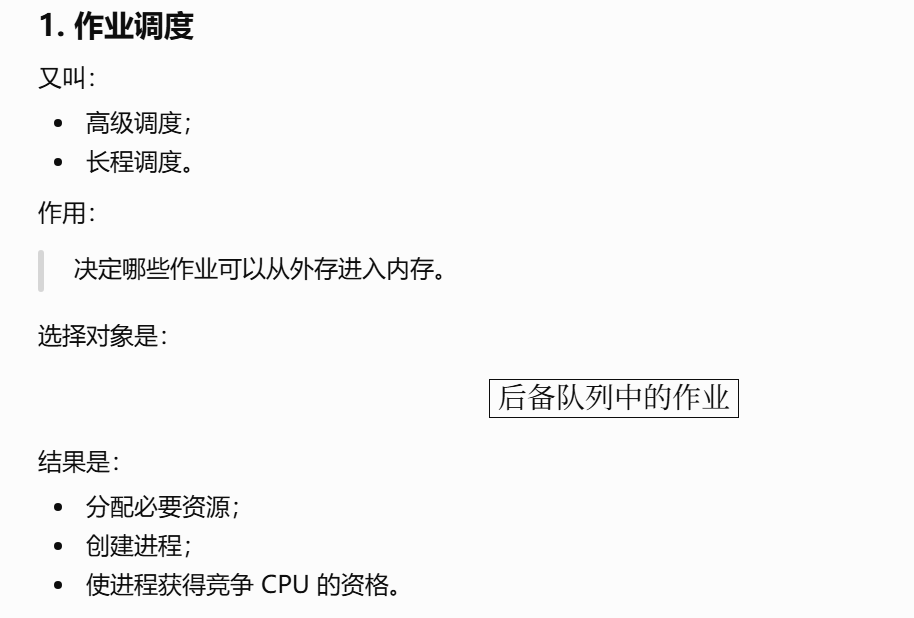 1. 作业调度
又叫：
• 高级调度；
• 长程调度。
作用：
决定哪些作业可以从外存进入内存。
选择对象是：
后备队列中的作业
结果是：
• 分配必要资源；
• 创建进程；
• 使进程获得竞争 CPU 的资格。